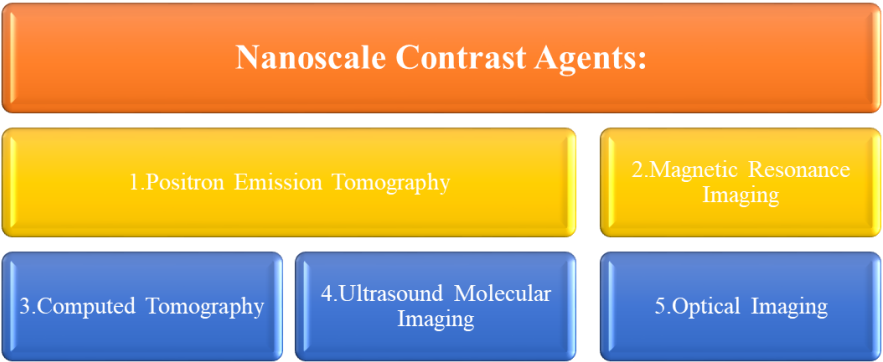 Nanoscale Contrast Agents:
1.Positron Emission Tomography
2.Magnetic Resonance
Imaging
3.Computed Tomography
4.Ultrasound Molecular
Imaging
5.Optical Imaging